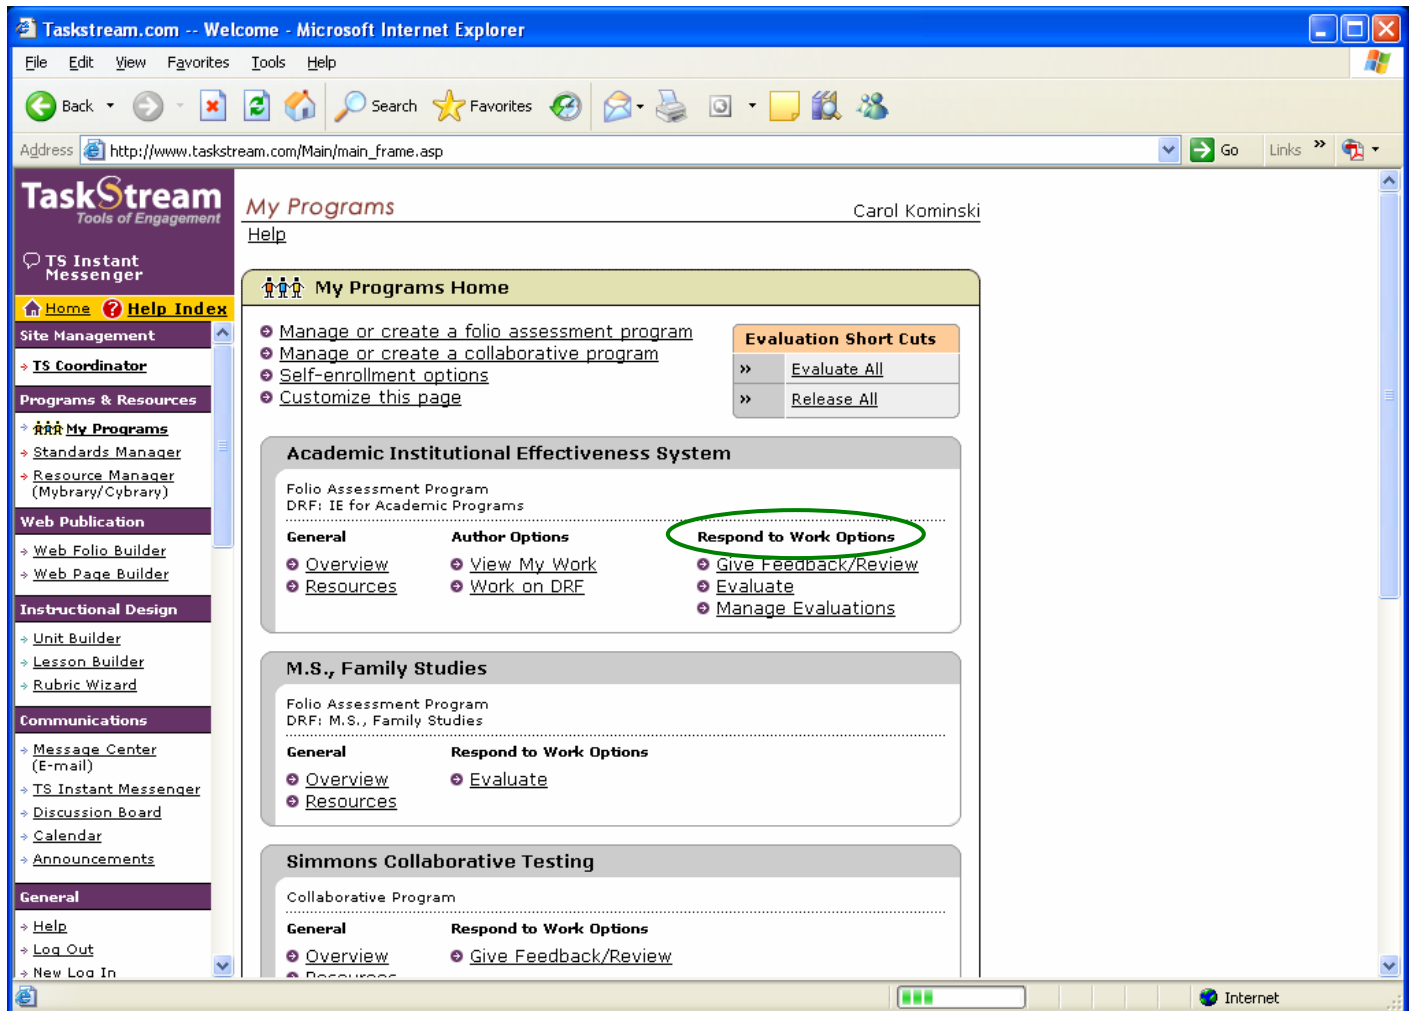 Taskstream.com -- Welcome - Microsoft Internet Explorer
File Edit View Favorites Tools Help
Back Search Favorites
Address http://www.taskstream.com/Main/main_frame.asp Go Links »
TaskStream
Tools of Engagement
TS Instant
Messenger
Home Help Index
Site Management
TS Coordinator
Programs & Resources
My Programs
Standards Manager
Resource Manager
(Mybrary/Cybrary)
Web Publication
Web Folio Builder
Web Page Builder
Instructional Design
Unit Builder
Lesson Builder
Rubric Wizard
Communications
Message Center
(E-mail)
TS Instant Messenger
Discussion Board
Calendar
Announcements
General
Help
Log Out
New Log In
My Programs Carol Kominski
Help
My Programs Home
Manage or create a folio assessment program
Manage or create a collaborative program
Self-enrollment options
Customize this page
Evaluation Short Cuts
» Evaluate All
» Release All
Academic Institutional Effectiveness System
Folio Assessment Program
DRF: IE for Academic Programs
General Author Options Respond to Work Options
Overview View My Work Give Feedback/Review
Resources Work on DRF Evaluate
Manage Evaluations
M.S., Family Studies
Folio Assessment Program
DRF: M.S., Family Studies
General Respond to Work Options
Overview Evaluate
Resources
Simmons Collaborative Testing
Collaborative Program
General Respond to Work Options
Overview Give Feedback/Review
Resources
Internet